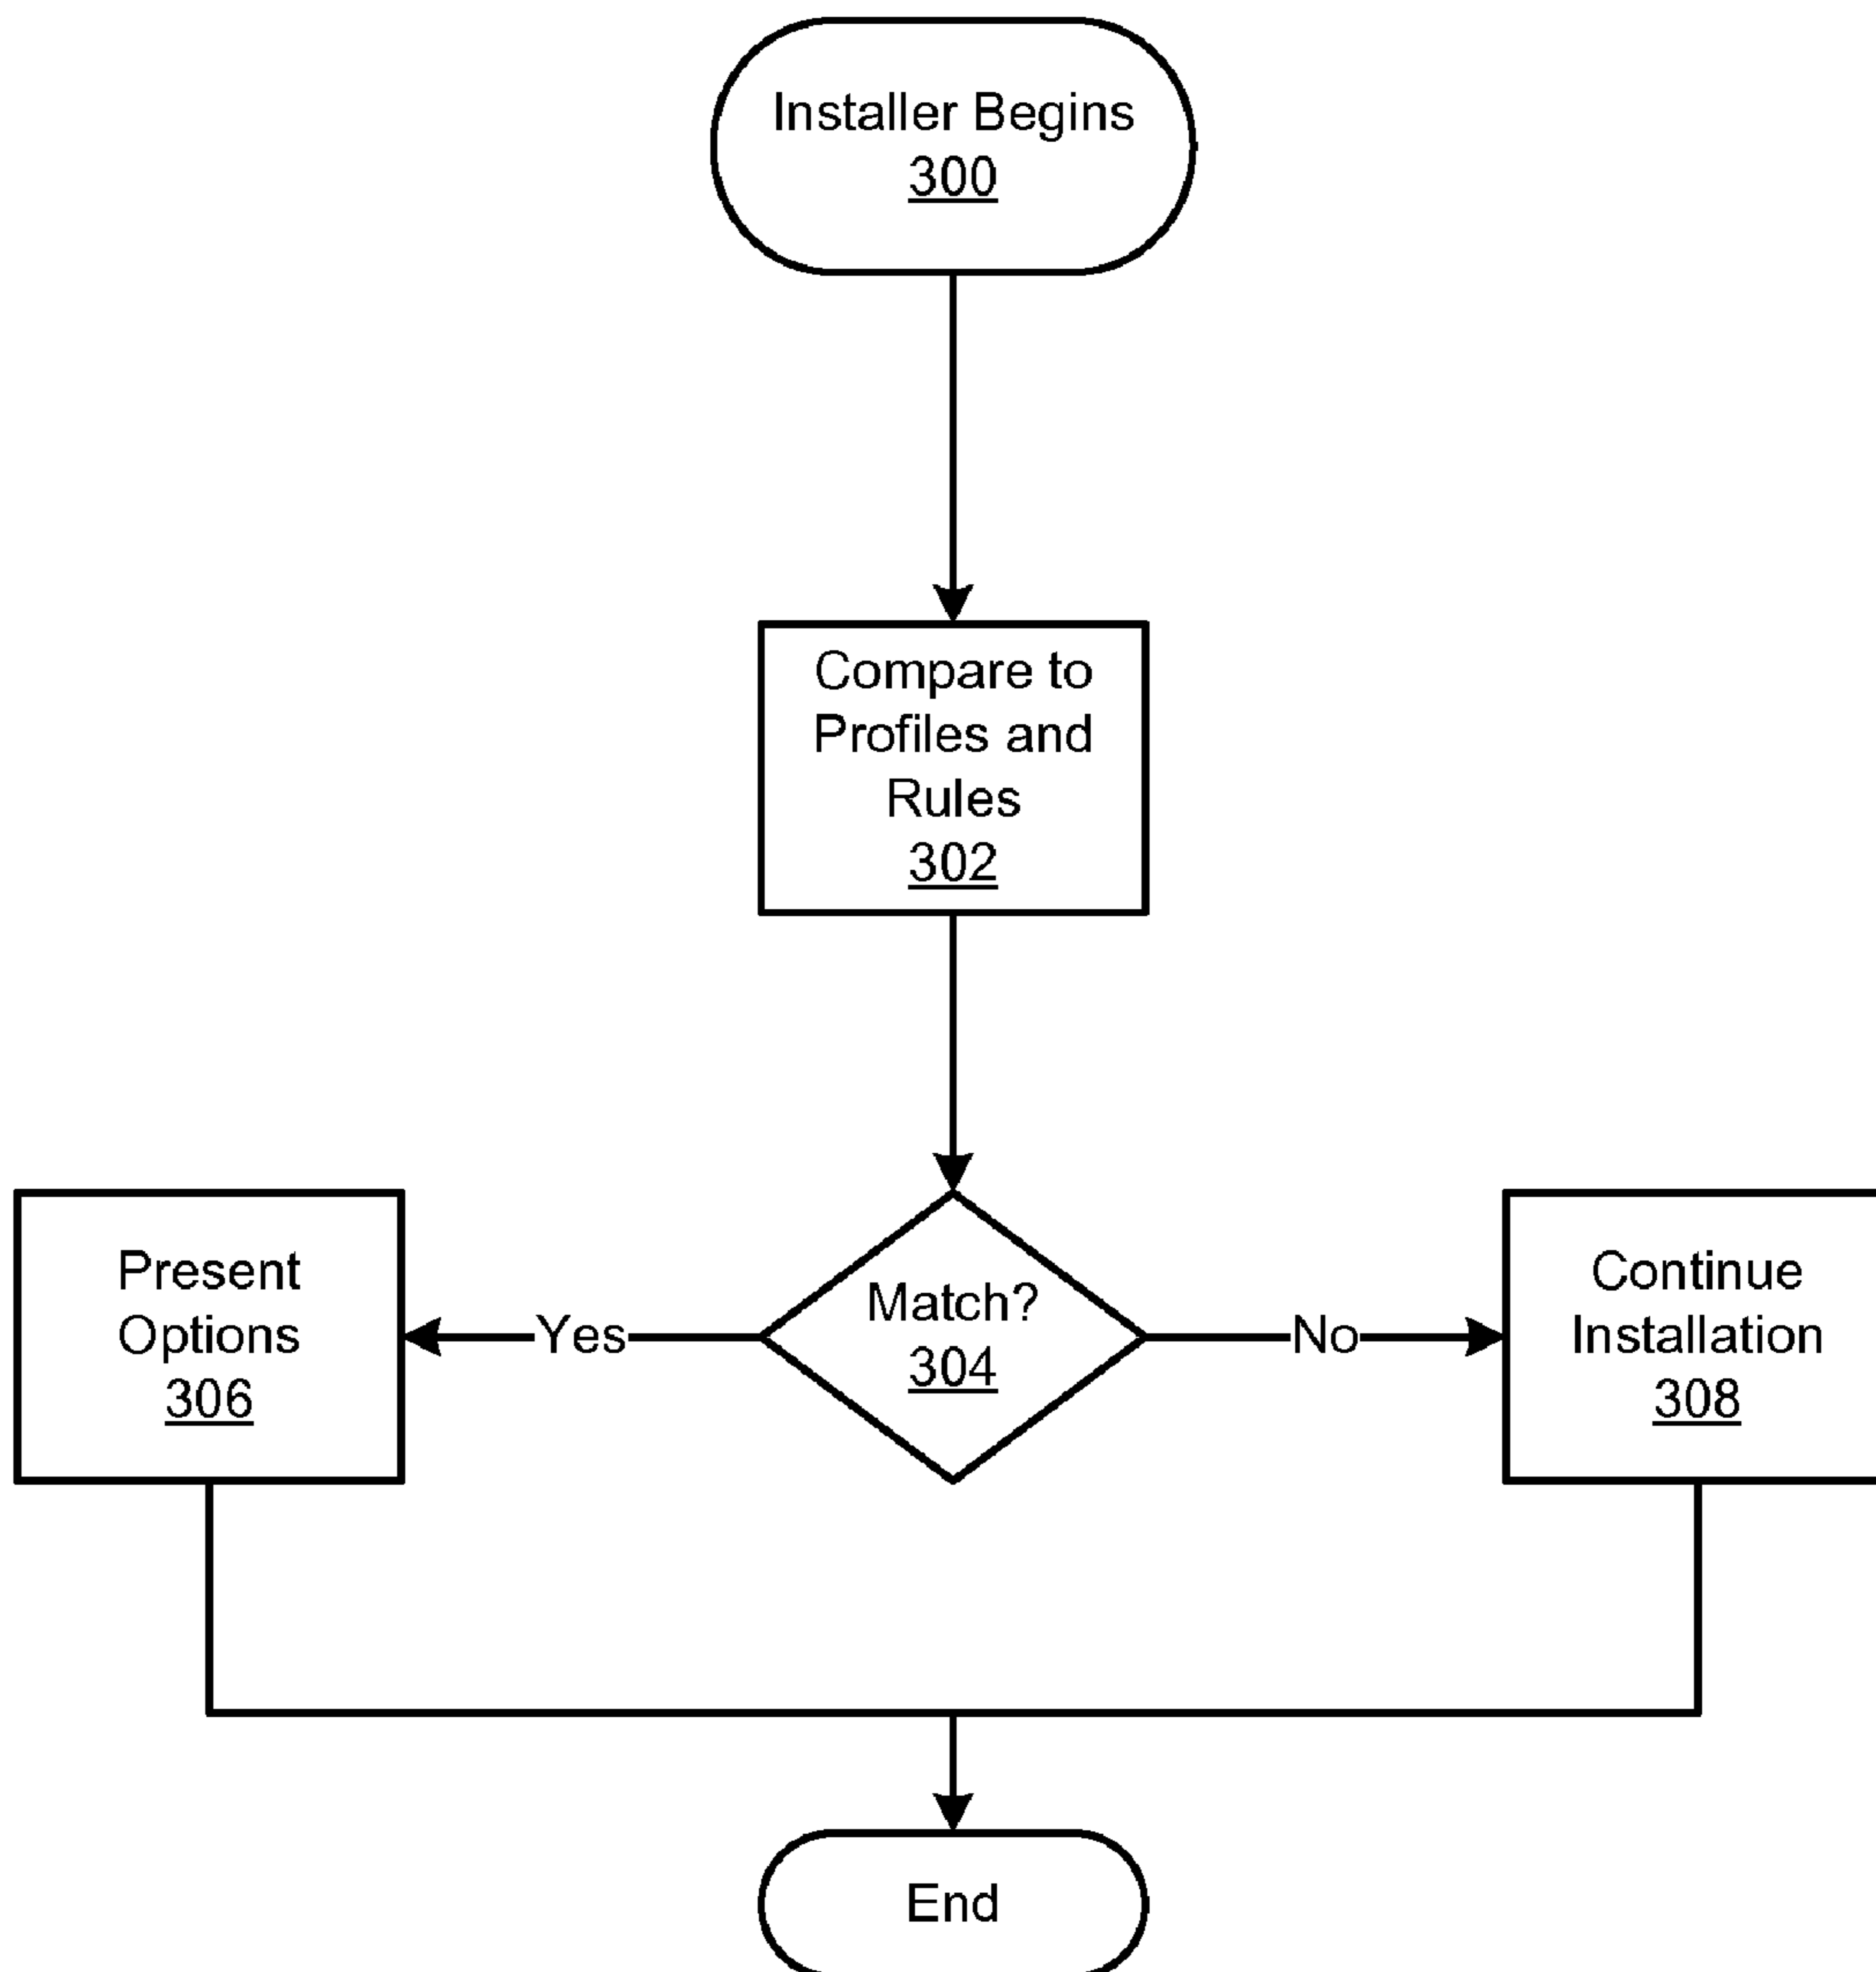 Installer Begins
300
Compare to
Profiles and
Rules
302
Match?
304
Yes
No
Present
Options
306
Continue
Installation
308
End